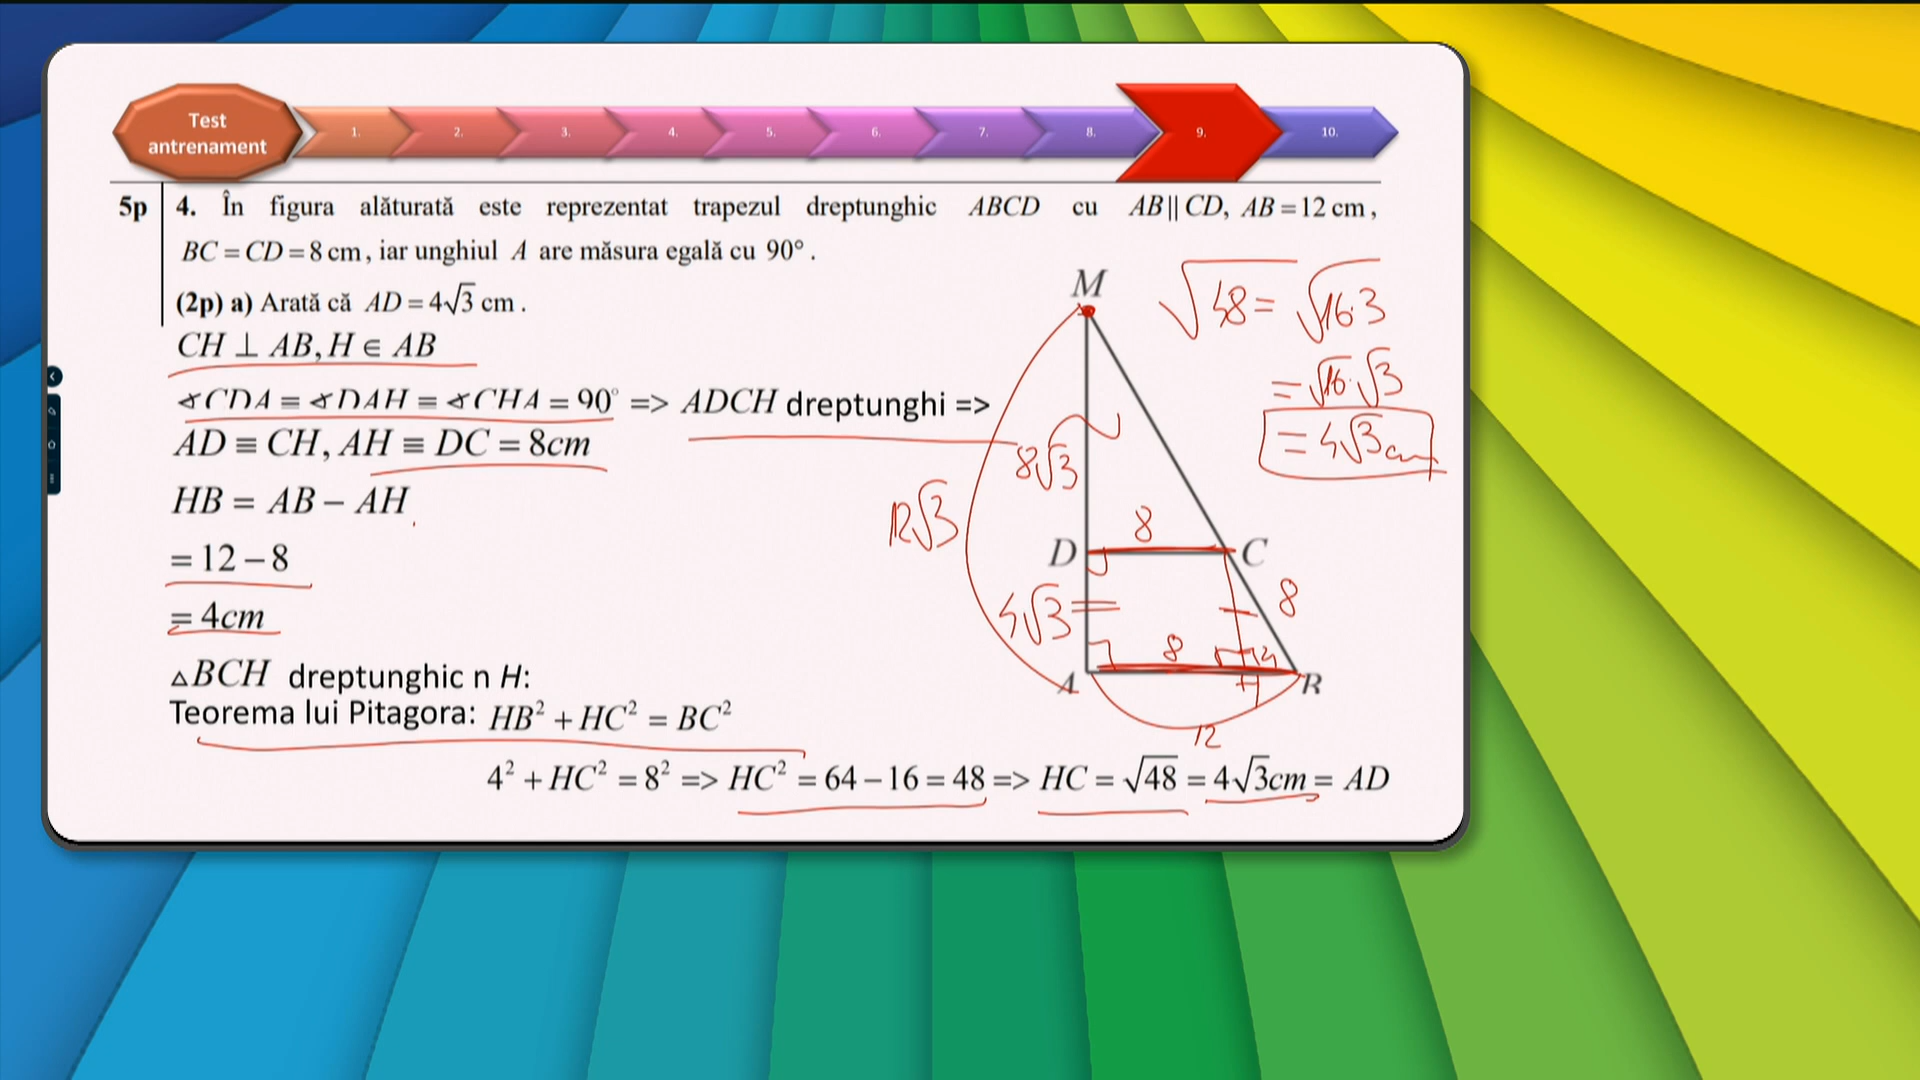 Test
antrenament
1. 2. 3. 4. 5. 6. 7. 8. 9. 10.
5p 4. În figura alăturată este reprezentat trapezul dreptunghic ABCD cu AB || CD, AB = 12 cm,
BC = CD = 8 cm, iar unghiul A are măsura egală cu 90°.
(2p) a) Arată că AD = 4√3 cm.
CH ⊥ AB, H ∈ AB
∢CDA ≡ ∢DAH ≡ ∢CHA = 90° => ADCH dreptunghi =>
AD ≡ CH, AH ≡ DC = 8cm
HB = AB − AH
= 12 − 8
= 4cm
△BCH dreptunghic n H:
Teorema lui Pitagora: HB² + HC² = BC²
4² + HC² = 8² => HC² = 64 − 16 = 48 => HC = √48 = 4√3cm = AD
M
√48 = √16·3
= √16·√3
= 4√3 cm
8√3
12√3
8
D C
4√3 8
8 4
A H B
12